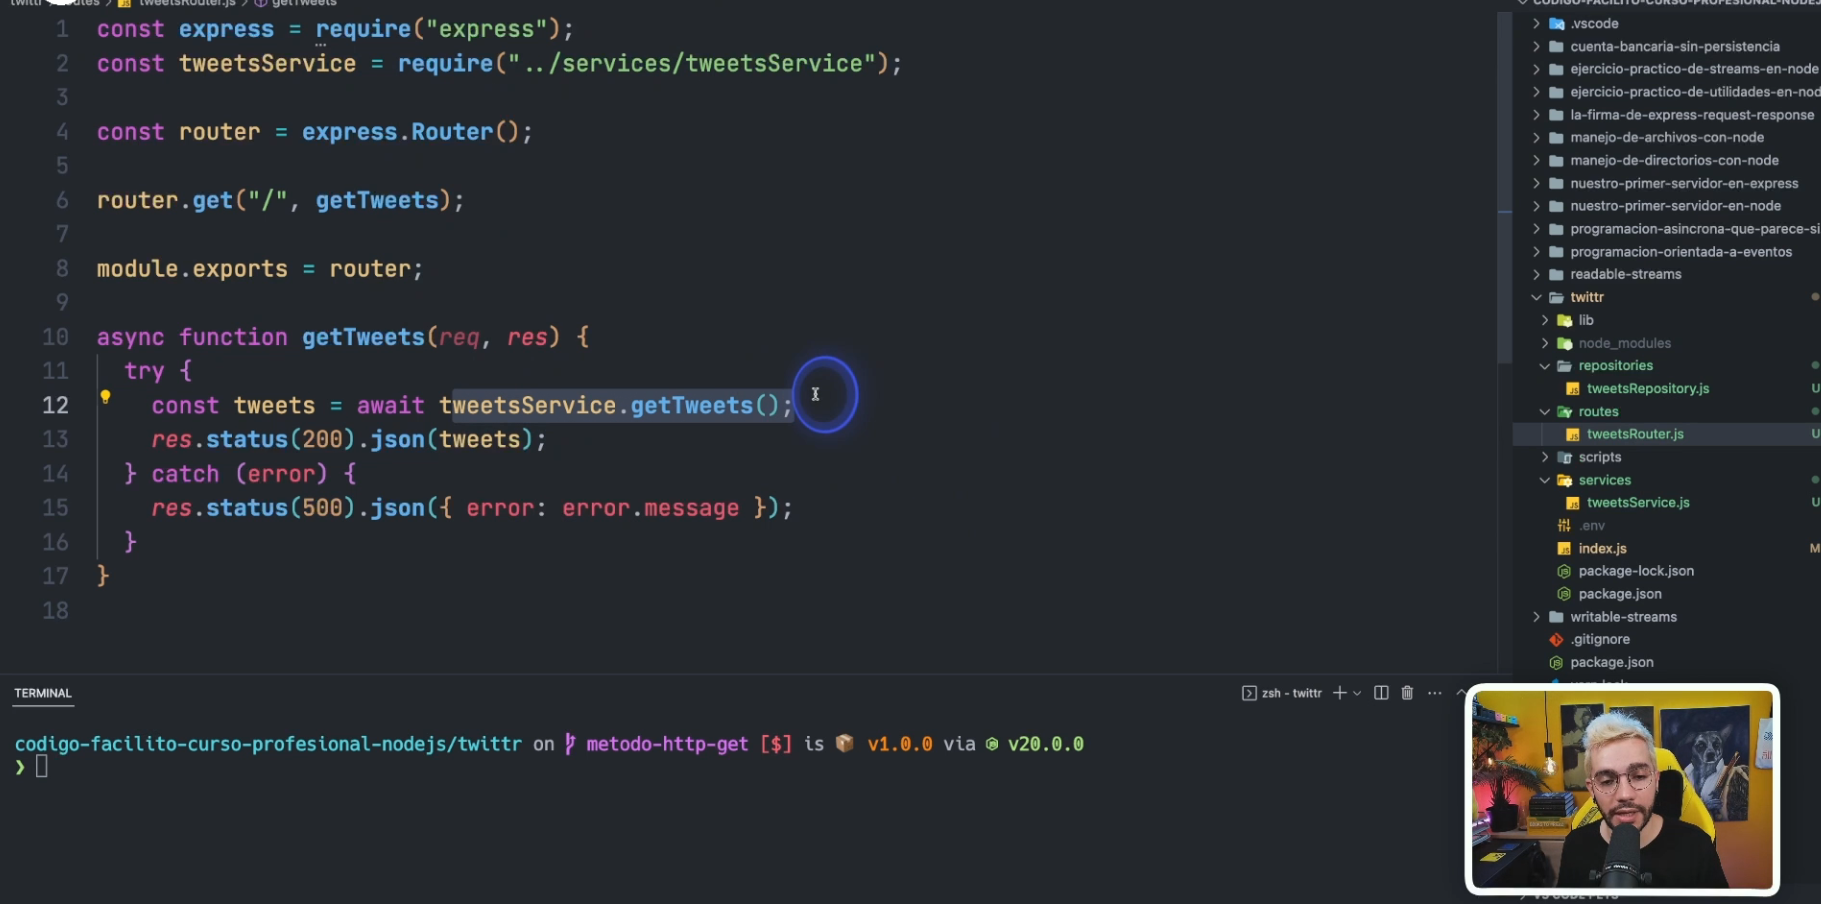 twittr > routes > tweetsRouter.js > getTweets
1 const express = require("express");
2 const tweetsService = require("../services/tweetsService");
3
4 const router = express.Router();
5
6 router.get("/", getTweets);
7
8 module.exports = router;
9
10 async function getTweets(req, res) {
11 try {
12 const tweets = await tweetsService.getTweets();
13 res.status(200).json(tweets);
14 } catch (error) {
15 res.status(500).json({ error: error.message });
16 }
17 }
18
CODIGO-FACILITO-CURSO-PROFESIONAL-NODEJ
.vscode
cuenta-bancaria-sin-persistencia
ejercicio-practico-de-streams-en-node
ejercicio-practico-de-utilidades-en-nod
la-firma-de-express-request-response
manejo-de-archivos-con-node
manejo-de-directorios-con-node
nuestro-primer-servidor-en-express
nuestro-primer-servidor-en-node
programacion-asincrona-que-parece-si
programacion-orientada-a-eventos
readable-streams
twittr
lib
node_modules
repositories
tweetsRepository.js U
routes
tweetsRouter.js U
scripts
services
tweetsService.js U
.env
index.js M
package-lock.json
package.json
writable-streams
.gitignore
package.json
TERMINAL
zsh - twittr
codigo-facilito-curso-profesional-nodejs/twittr on metodo-http-get [$] is v1.0.0 via v20.0.0
❯